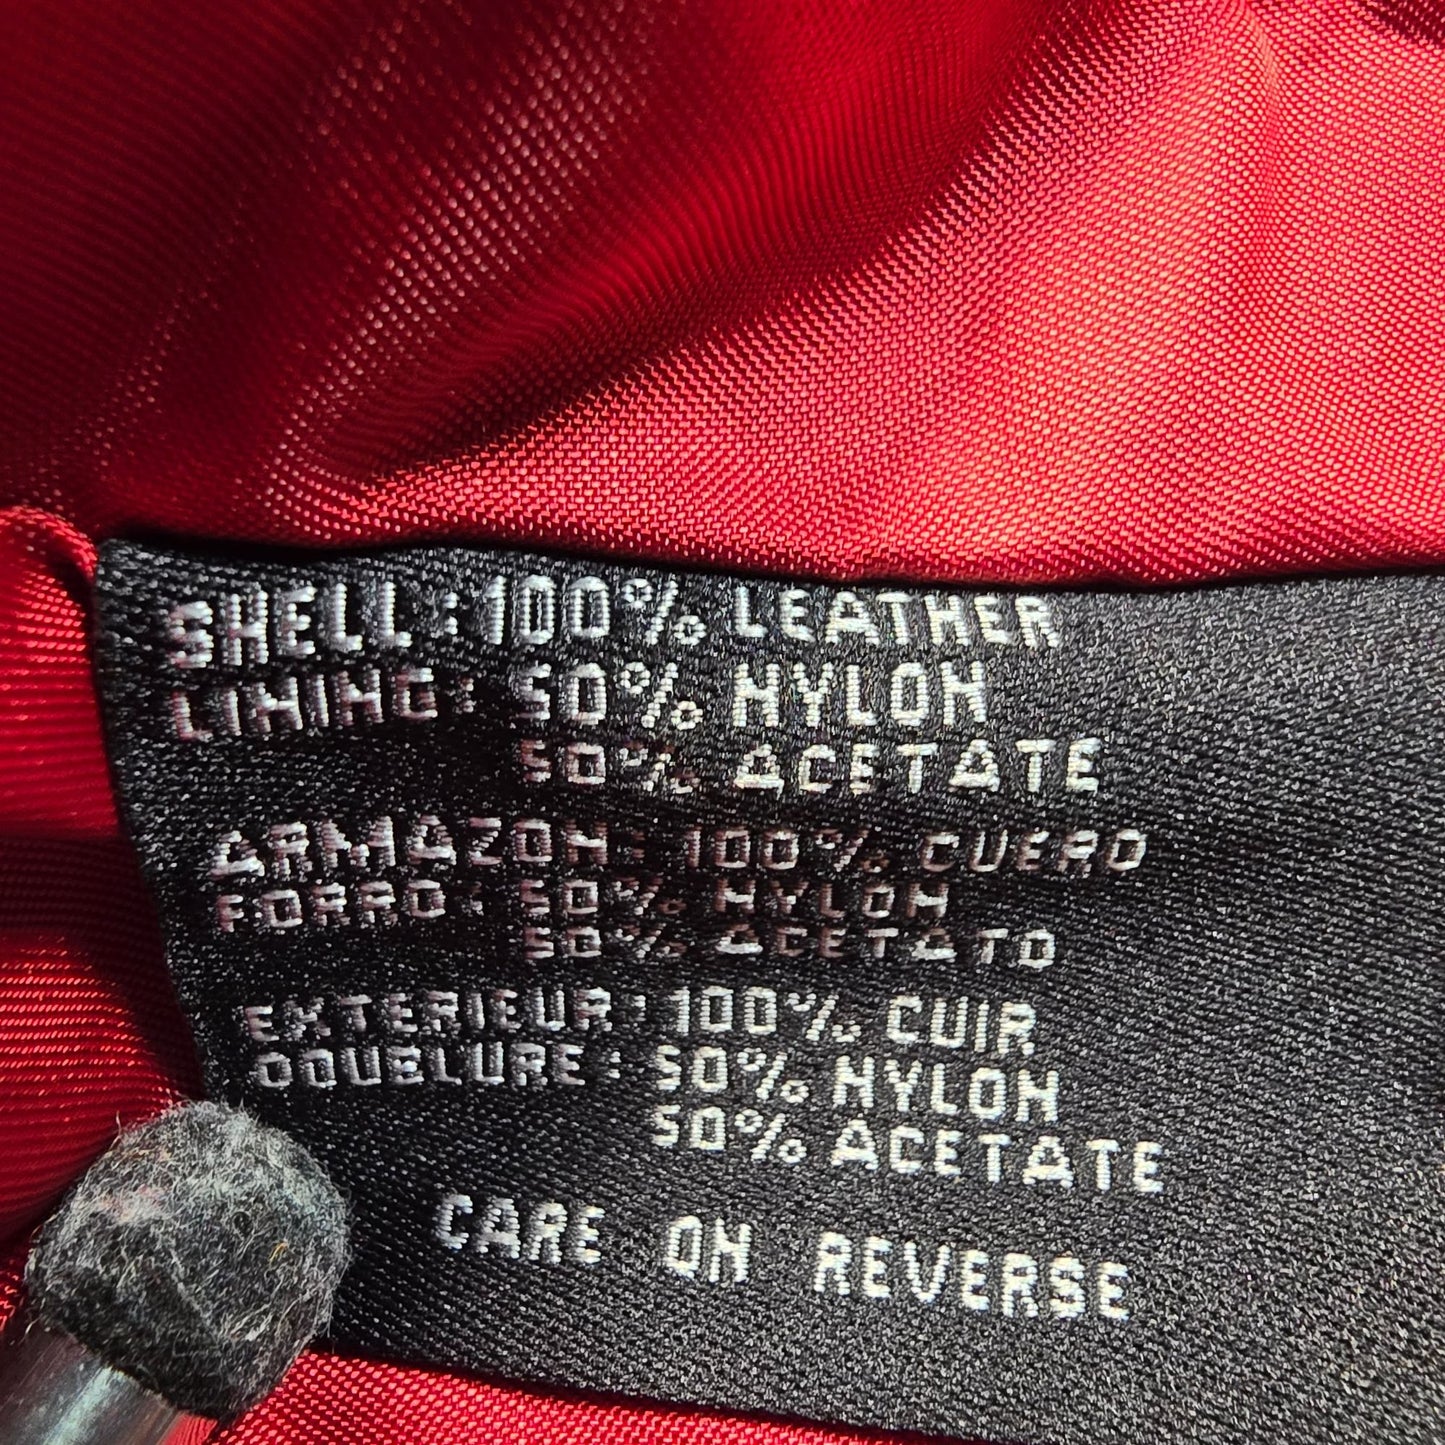 SHELL: 100% LEATHER
LINING: 50% NYLON
50% ACETATE
ARMAZON: 100% CUERO
FORRO: 50% NYLON
50% ACETATO
EXTERIEUR: 100% CUIR
DOUBLURE: 50% NYLON
50% ACETATE
CARE ON REVERSE